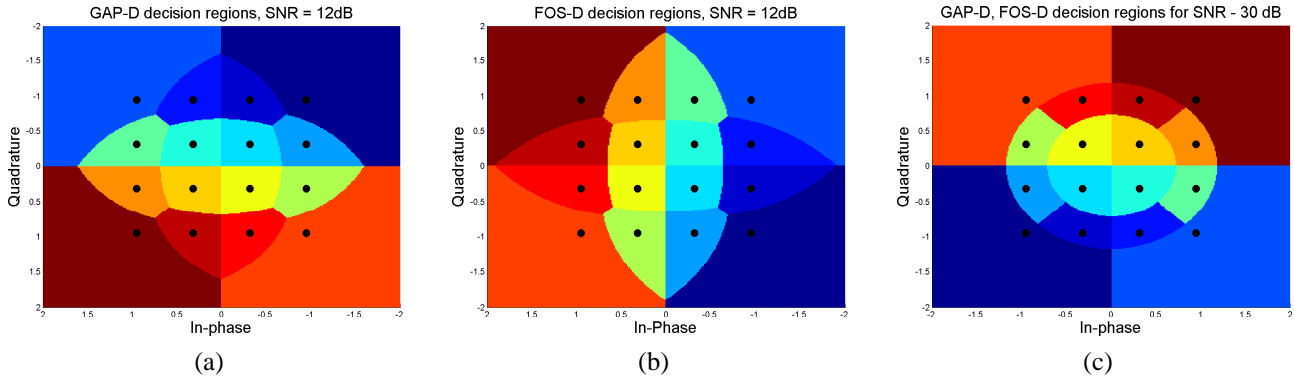 GAP-D decision regions, SNR = 12dB
-2
-1.5
-1
-0.5
0
0.5
1
1.5
2
Quadrature
2 1.5 1 0.5 0 -0.5 -1 -1.5 -2
In-phase
(a)
FOS-D decision regions, SNR = 12dB
-2
-1.5
-1
-0.5
0
0.5
1
1.5
2
Quadrature
2 1.5 1 0.5 0 -0.5 -1 -1.5 -2
In-Phase
(b)
GAP-D, FOS-D decision regions for SNR - 30 dB
2
1.5
1
0.5
0
-0.5
-1
-1.5
-2
Quadrature
-2 -1.5 -1 -0.5 0 0.5 1 1.5 2
In-phase
(c)